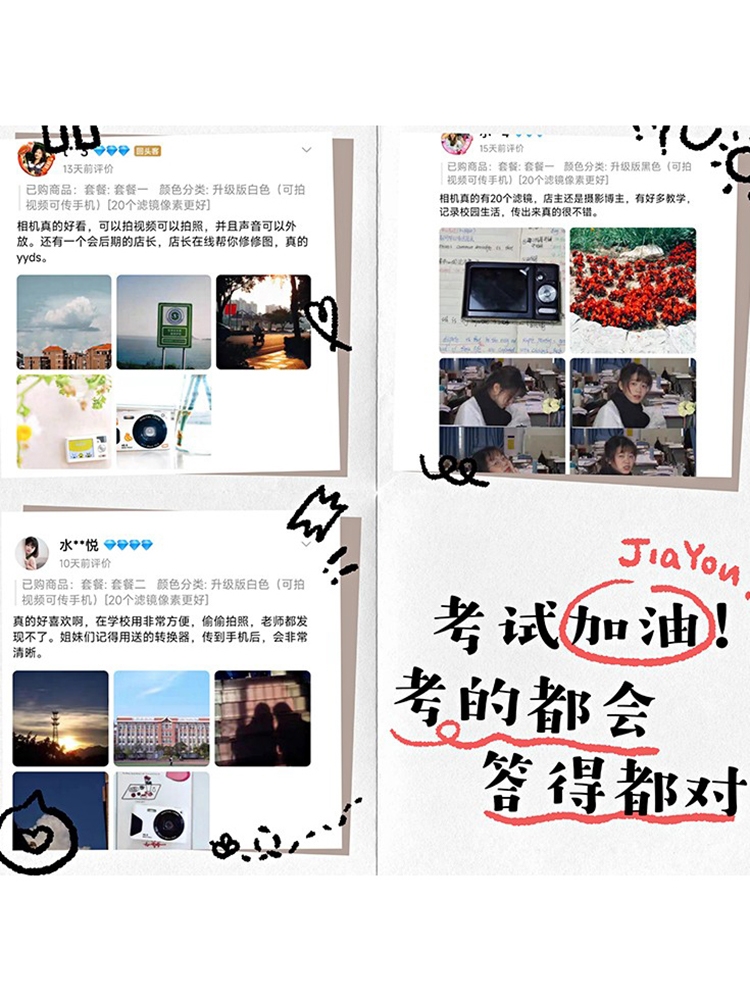 回头客
13天前评价
已购商品：套餐: 套餐一 颜色分类: 升级版白色（可拍
视频可传手机）[20个滤镜像素更好]
相机真的好看，可以拍视频可以拍照，并且声音可以外
放。还有一个会后期的店长，店长在线帮你修修图，真的
yyds。
15天前评价
已购商品：套餐: 套餐一 颜色分类: 升级版黑色（可拍
视频可传手机）[20个滤镜像素更好]
相机真的有20个滤镜，店主还是摄影博主，有好多教学，
记录校园生活，传出来真的很不错。
水**悦
10天前评价
已购商品：套餐: 套餐二 颜色分类: 升级版白色（可拍
视频可传手机）[20个滤镜像素更好]
真的好喜欢啊，在学校用非常方便，偷偷拍照，老师都发
现不了。姐妹们记得用送的转换器，传到手机后，会非常
清晰。
JiaYou!
考试加油!
考的都会
答得都对